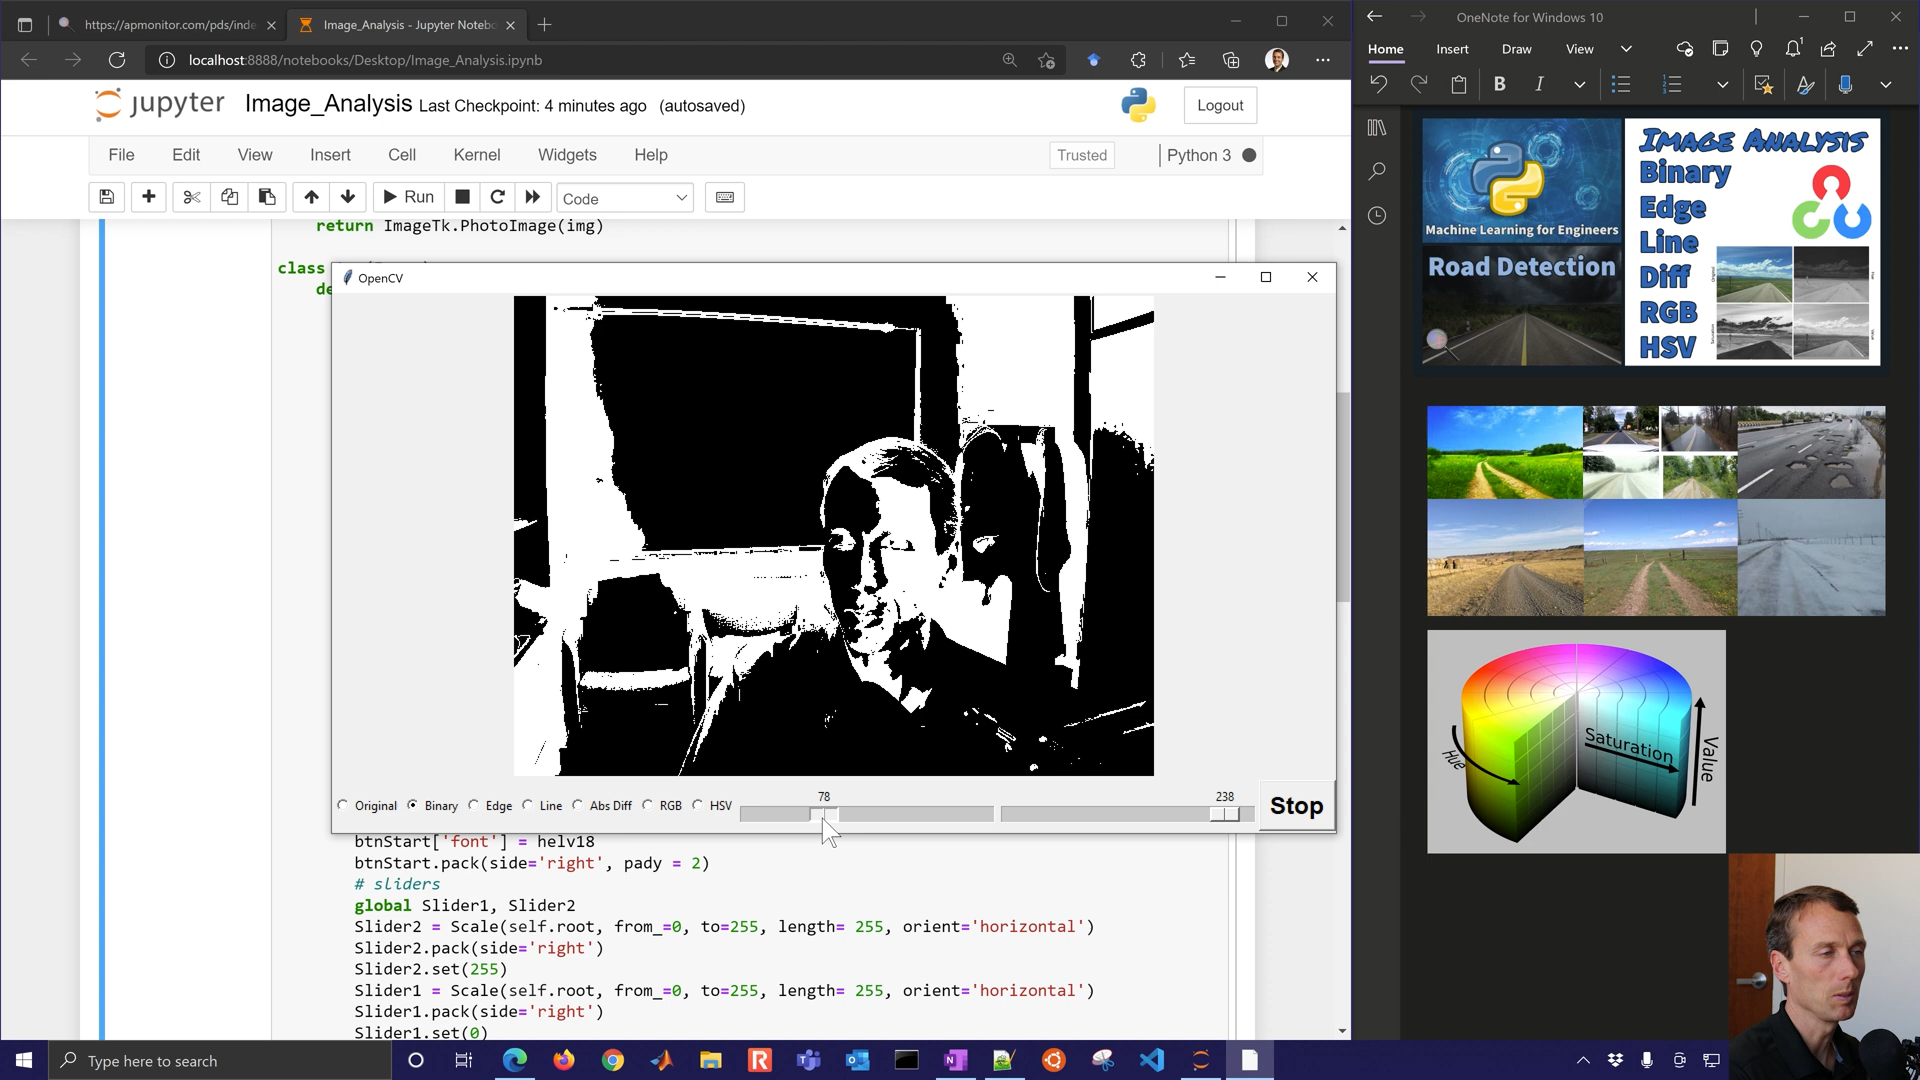 https://apmonitor.com/pds/inde
Image_Analysis - Jupyter Notebo
localhost:8888/notebooks/Desktop/Image_Analysis.ipynb
jupyter Image_Analysis Last Checkpoint: 4 minutes ago (autosaved)
Logout
File Edit View Insert Cell Kernel Widgets Help
Trusted
Python 3
Run
Code
return ImageTk.PhotoImage(img)
class
de
OpenCV
Original Binary Edge Line Abs Diff RGB HSV
78
238
Stop
btnStart['font'] = helv18
btnStart.pack(side='right', pady = 2)
# sliders
global Slider1, Slider2
Slider2 = Scale(self.root, from_=0, to=255, length= 255, orient='horizontal')
Slider2.pack(side='right')
Slider2.set(255)
Slider1 = Scale(self.root, from_=0, to=255, length= 255, orient='horizontal')
Slider1.pack(side='right')
Slider1.set(0)
OneNote for Windows 10
Home Insert Draw View
B I
1
Machine Learning for Engineers
Road Detection
IMAGE ANALYSIS
Binary
Edge
Line
Diff
RGB
HSV
Hue
Saturation
Value
Type here to search